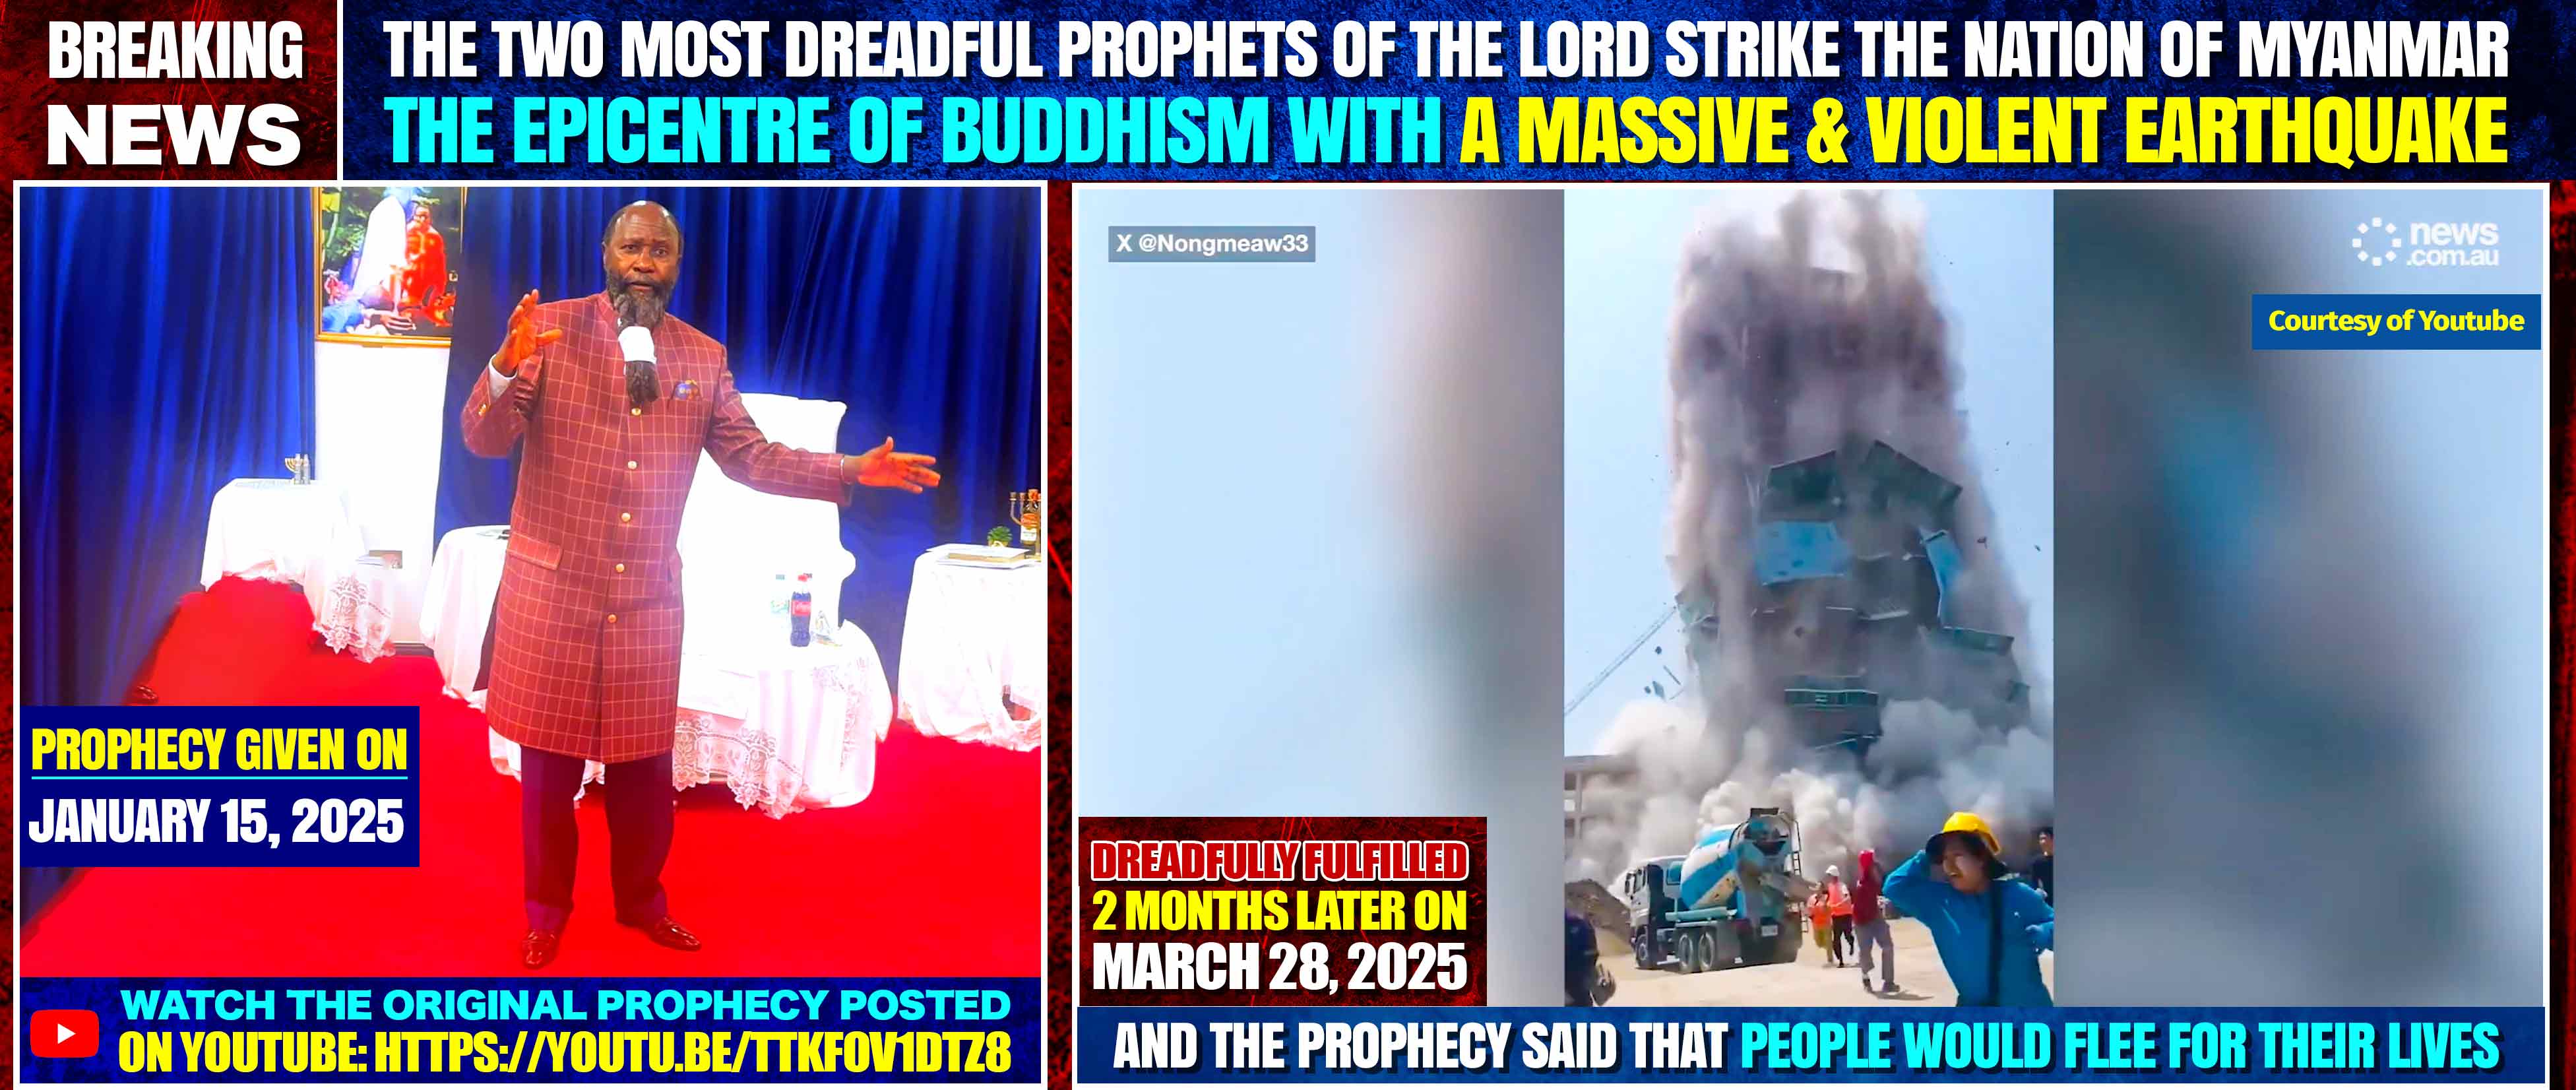 BREAKING
NEWS
THE TWO MOST DREADFUL PROPHETS OF THE LORD STRIKE THE NATION OF MYANMAR
THE EPICENTRE OF BUDDHISM WITH A MASSIVE & VIOLENT EARTHQUAKE
PROPHECY GIVEN ON
JANUARY 15, 2025
WATCH THE ORIGINAL PROPHECY POSTED
ON YOUTUBE: HTTPS://YOUTU.BE/TTKFOV1DTZ8
X @Nongmeaw33
news
.com.au
Courtesy of Youtube
DREADFULLY FULFILLED
2 MONTHS LATER ON
MARCH 28, 2025
AND THE PROPHECY SAID THAT PEOPLE WOULD FLEE FOR THEIR LIVES